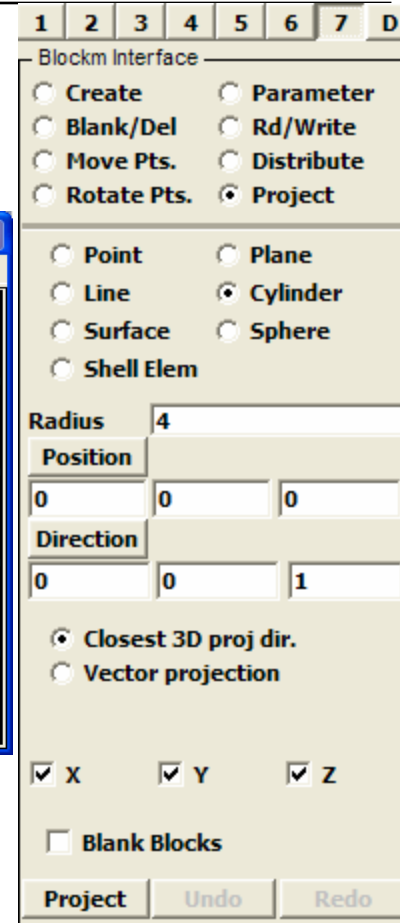 1 2 3 4 5 6 7 D
Blockm Interface
Create Parameter
Blank/Del Rd/Write
Move Pts. Distribute
Rotate Pts. Project
Point Plane
Line Cylinder
Surface Sphere
Shell Elem
Radius 4
Position
0 0 0
Direction
0 0 1
Closest 3D proj dir.
Vector projection
X Y Z
Blank Blocks
Project Undo Redo